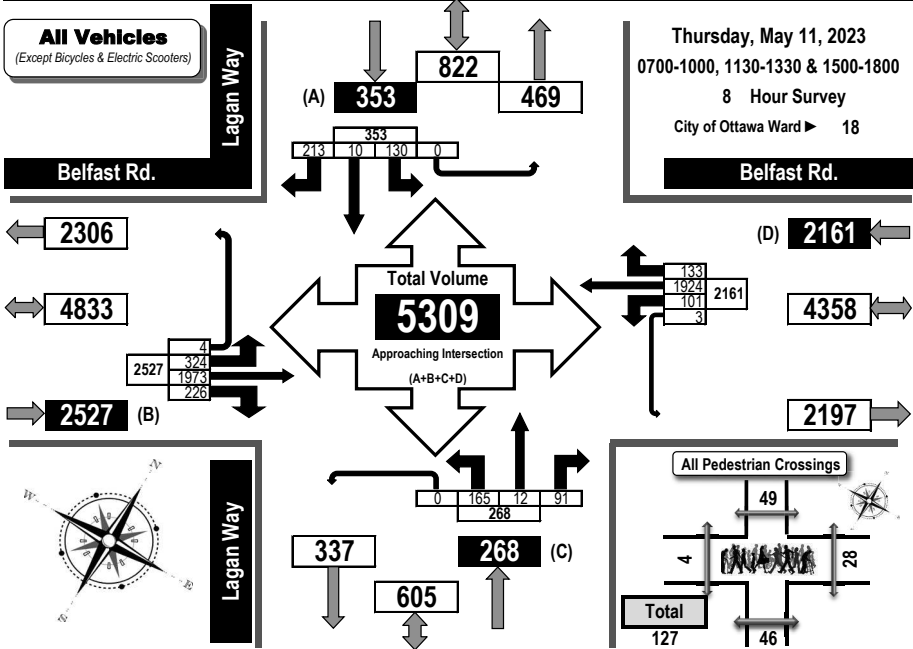 All Vehicles
(Except Bicycles & Electric Scooters)
Lagan Way
Belfast Rd.
822
(A) 353
469
353
213 10 130 0
Thursday, May 11, 2023
0700-1000, 1130-1330 & 1500-1800
8 Hour Survey
City of Ottawa Ward ► 18
Belfast Rd.
2306
4833
2527 (B)
4
324
1973
226
2527
Total Volume
5309
Approaching Intersection
(A+B+C+D)
133
1924
101
3
2161
(D) 2161
4358
2197
N
W
E
S
Lagan Way
0 165 12 91
268
337
268 (C)
605
All Pedestrian Crossings
49
4
28
46
Total
127